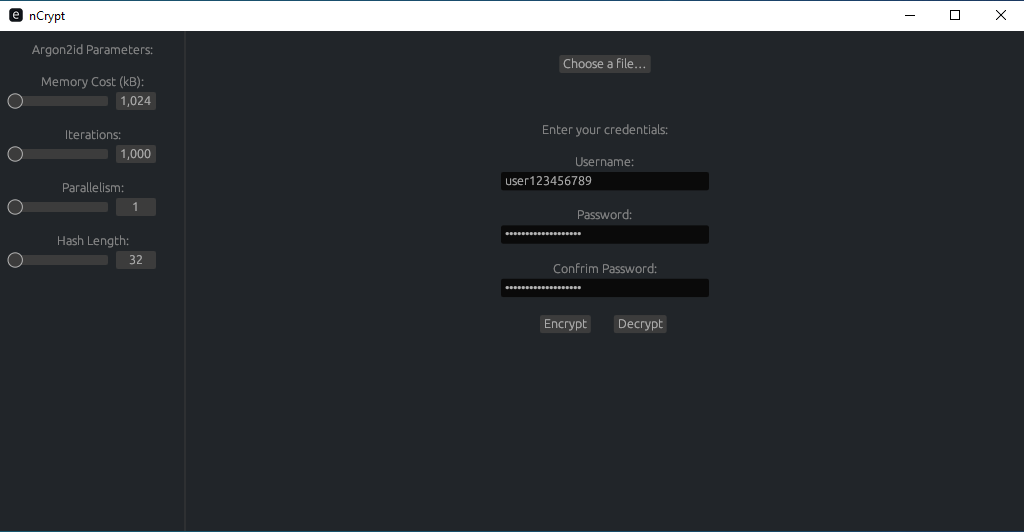 nCrypt
Argon2id Parameters:
Memory Cost (kB):
1,024
Iterations:
1,000
Parallelism:
1
Hash Length:
32
Choose a file...
Enter your credentials:
Username:
user123456789
Password:
•••••••••••••••••••
Confrim Password:
•••••••••••••••••••
Encrypt Decrypt